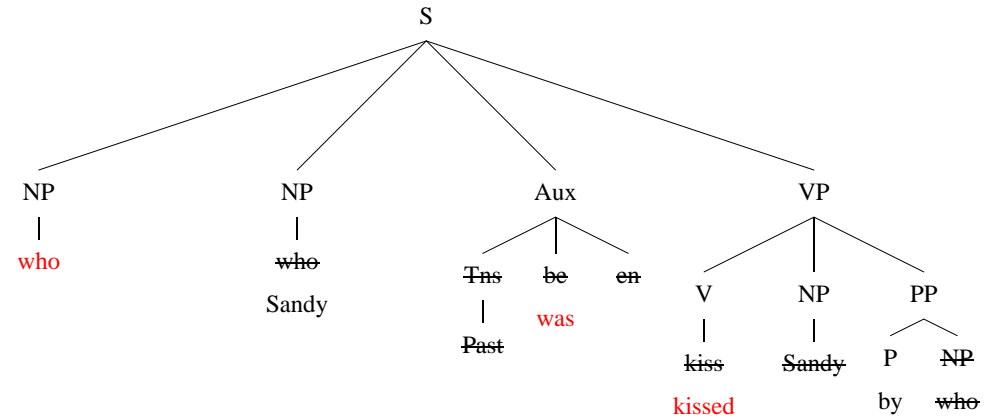 S
NP NP Aux VP
who who Tns be en V NP PP
Sandy was
Past kiss Sandy P NP
kissed by who